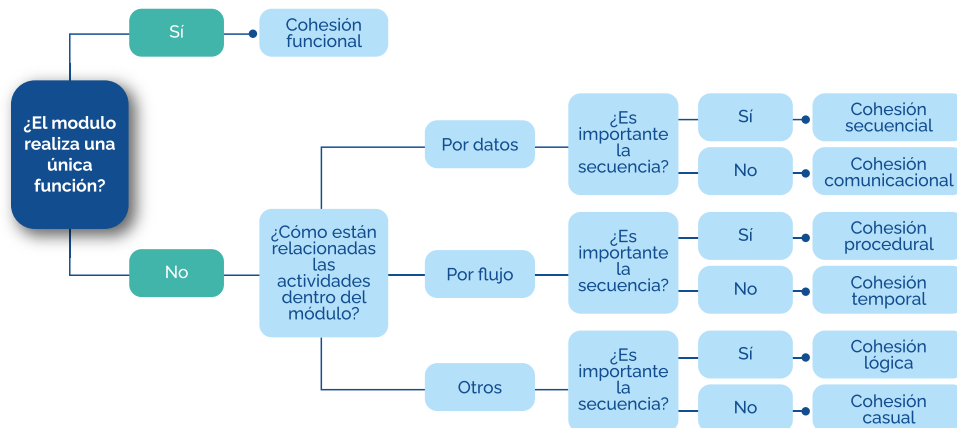 ¿El modulo
realiza una
única
función?
Sí
Cohesión
funcional
No
¿Cómo están
relacionadas
las
actividades
dentro del
módulo?
Por datos
¿Es
importante
la
secuencia?
Sí
Cohesión
secuencial
No
Cohesión
comunicacional
Por flujo
¿Es
importante
la
secuencia?
Sí
Cohesión
procedural
No
Cohesión
temporal
Otros
¿Es
importante
la
secuencia?
Sí
Cohesión
lógica
No
Cohesión
casual